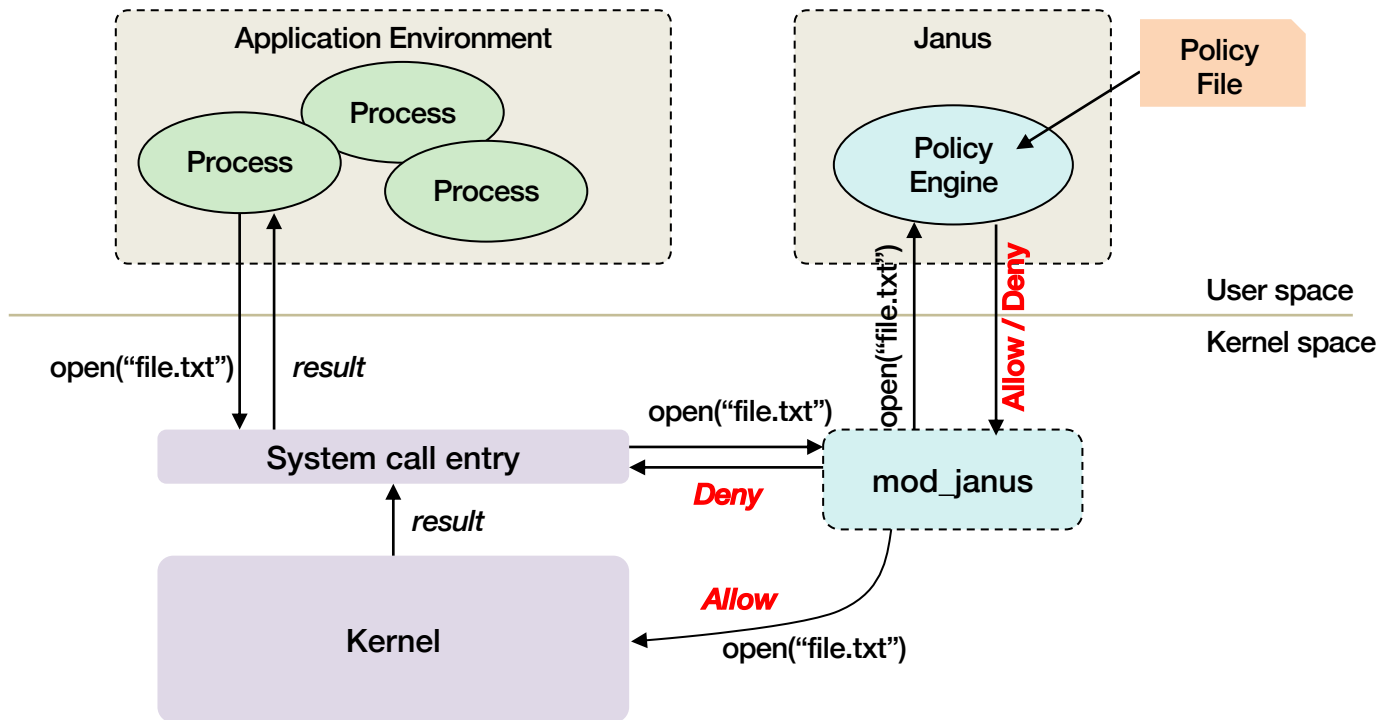 Application Environment
Process
Process
Process
Janus
Policy
Engine
Policy
File
User space
Kernel space
open(“file.txt”)
result
open(“file.txt”)
Allow / Deny
open(“file.txt”)
System call entry
Deny
mod_janus
result
Allow
open(“file.txt”)
Kernel